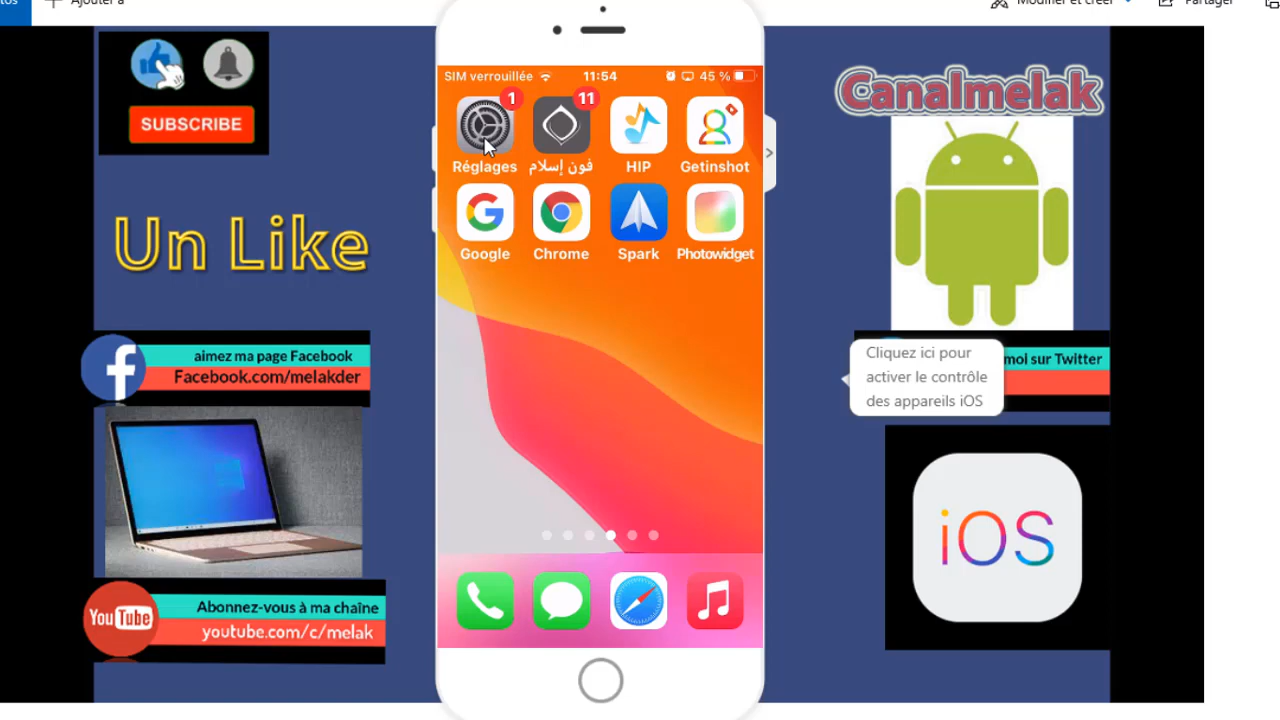 Ajouter à
Modifier et créer
Partager
SUBSCRIBE
Un Like
aimez ma page Facebook
Facebook.com/melakder
YouTube
Abonnez-vous à ma chaîne
youtube.com/c/melak
SIM verrouillée 11:54 45 %
1 11
Réglages فون إسلام HIP Getinshot
Google Chrome Spark Photowidget
Canalmelak
Cliquez ici pour
activer le contrôle
des appareils iOS
moi sur Twitter
iOS